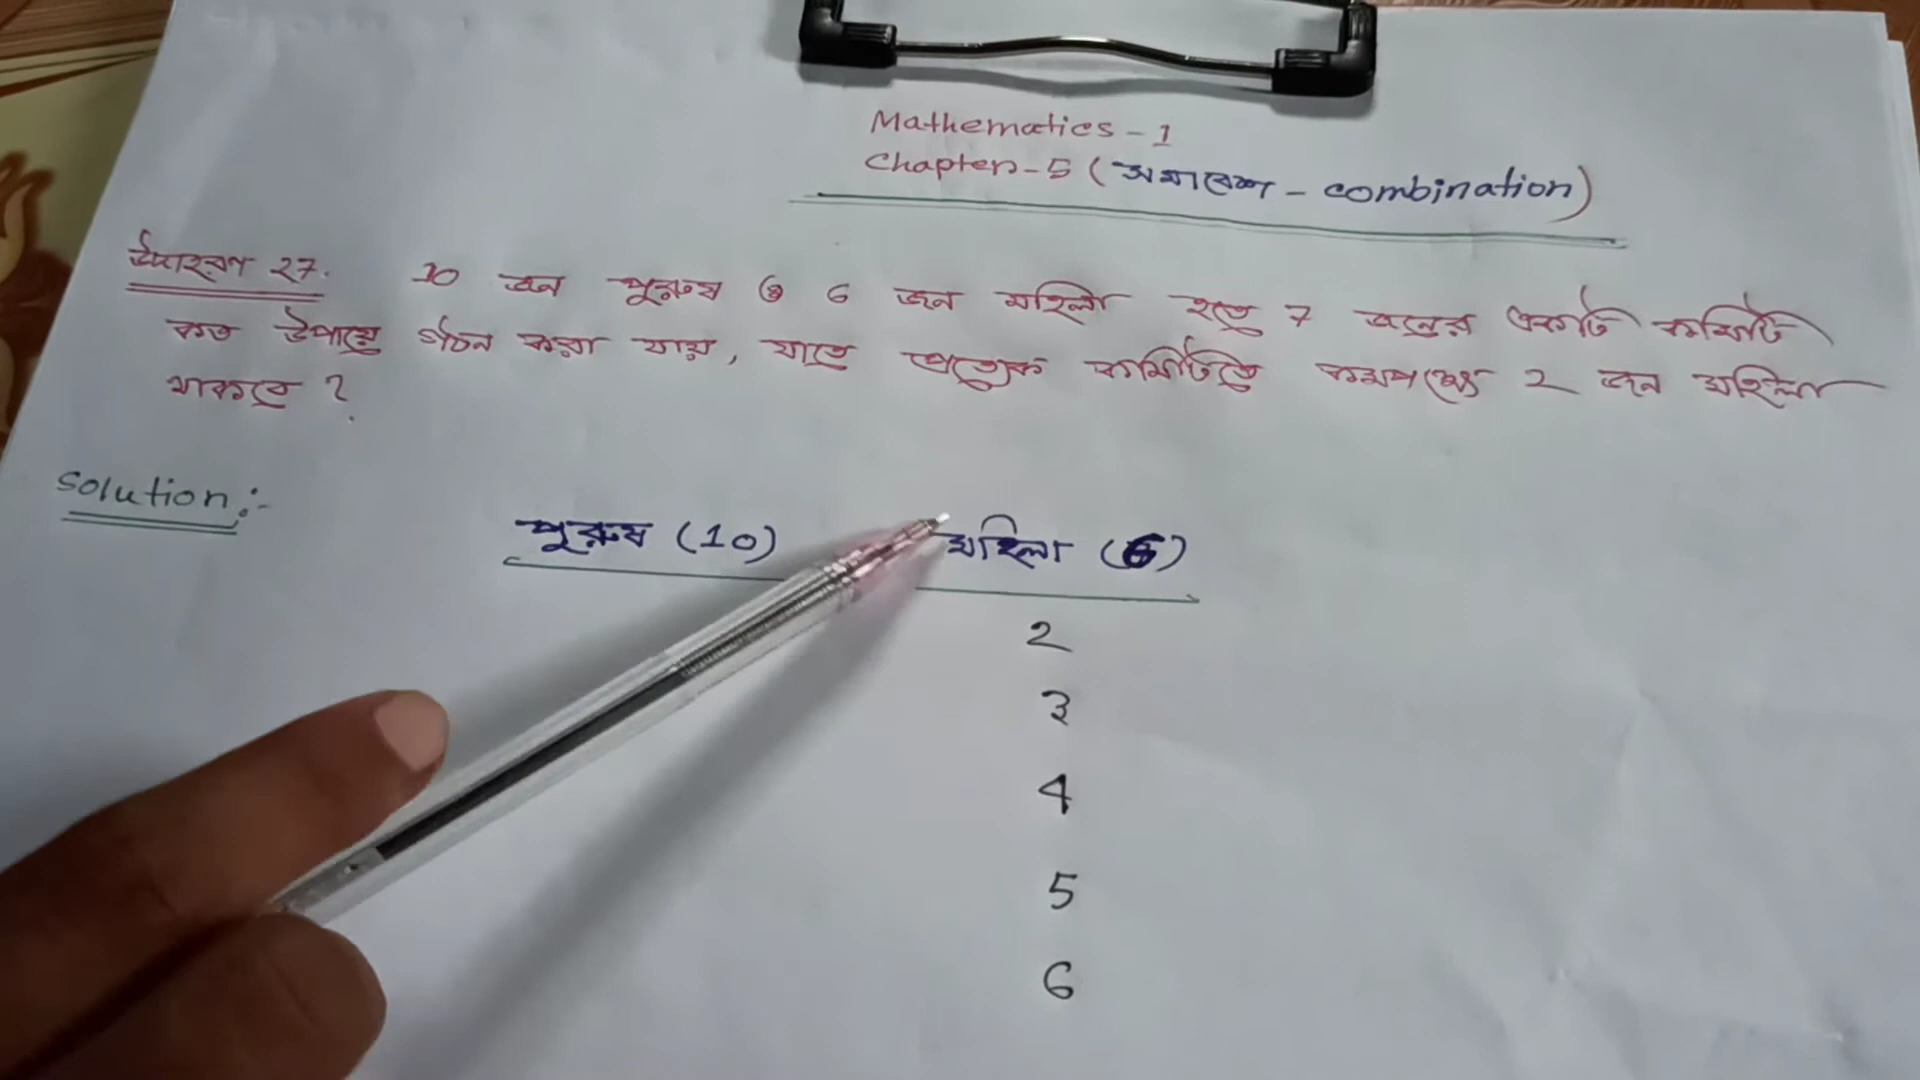 Mathematics - 1
Chapter - 5 (সমাবেশ - combination)
উদাহরণ 27. 10 জন পুরুষ ও 6 জন মহিলা হতে 7 জনের একটি কমিটি
কত উপায়ে গঠন করা যায়, যাতে প্রত্যেক কমিটিতে কমপক্ষে 2 জন মহিলা
থাকবে ?
Solution :-
পুরুষ (10) মহিলা (6)
2
3
4
5
6